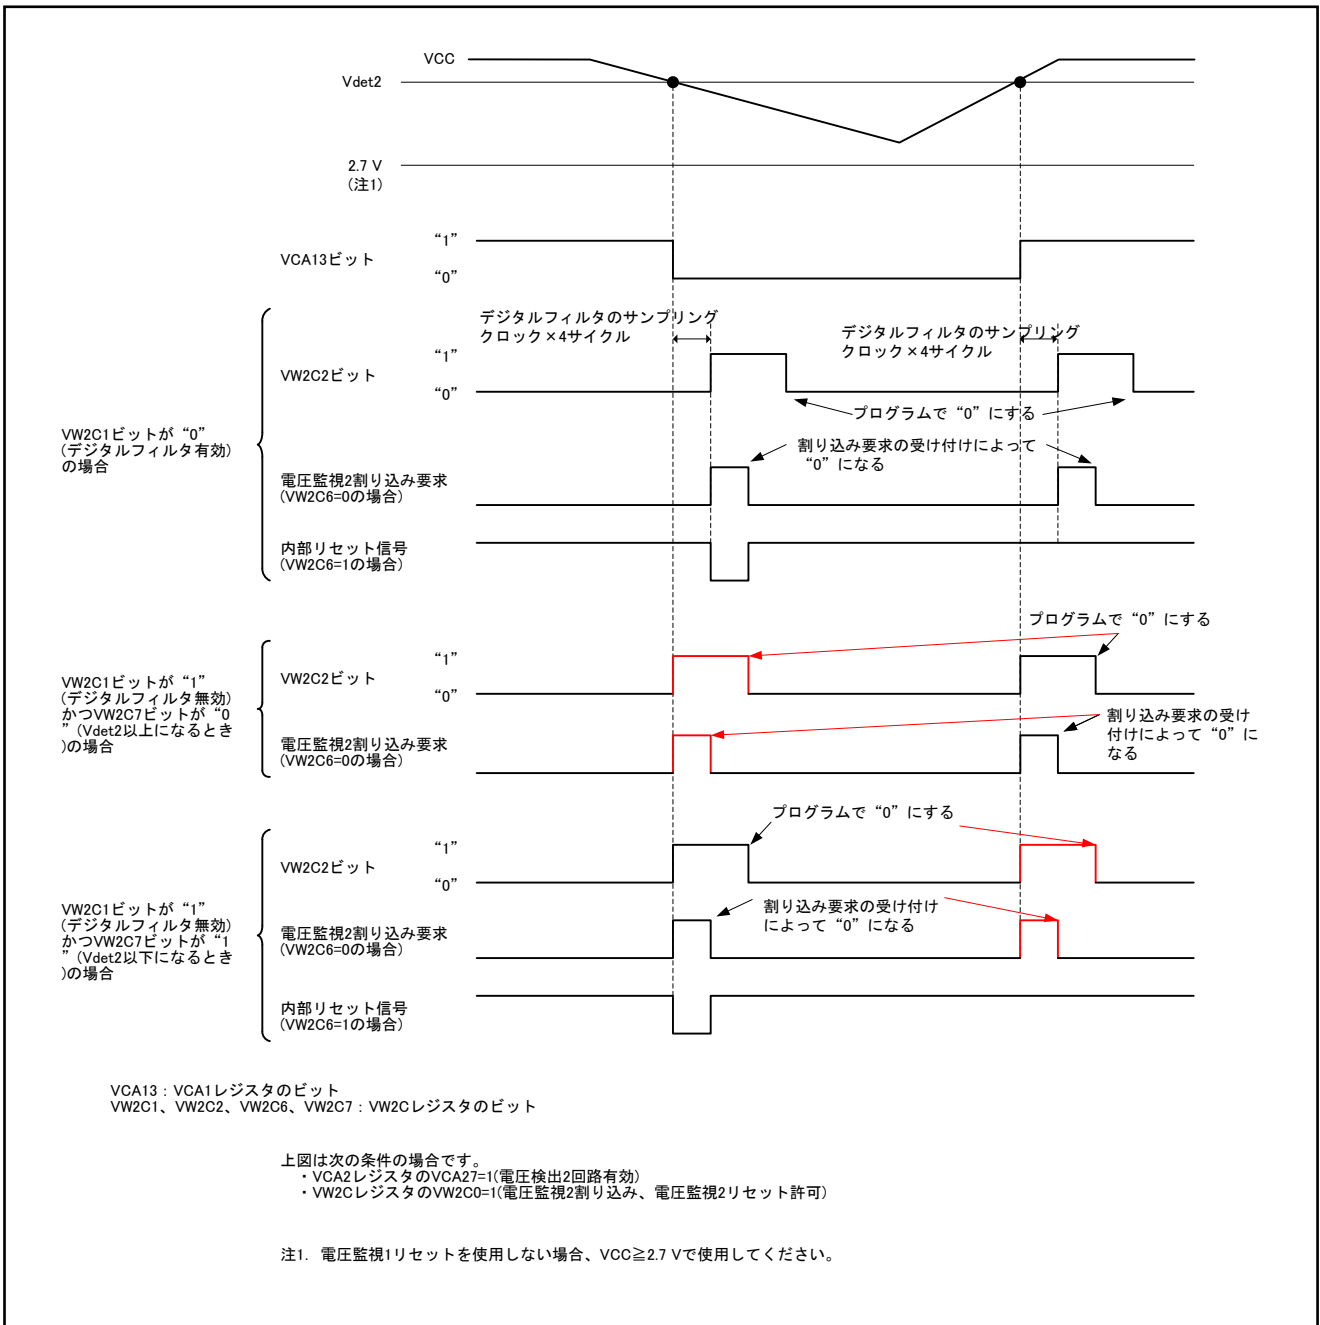 VCC
Vdet2
2.7 V
(注1)
VCA13ビット
“1”
“0”
デジタルフィルタのサンプリング
クロック×4サイクル
デジタルフィルタのサンプリング
クロック×4サイクル
VW2C1ビットが“0”
(デジタルフィルタ有効)
の場合
VW2C2ビット
“1”
“0”
プログラムで“0”にする
割り込み要求の受け付けによって
“0”になる
電圧監視2割り込み要求
(VW2C6=0の場合)
内部リセット信号
(VW2C6=1の場合)
プログラムで“0”にする
VW2C1ビットが“1”
(デジタルフィルタ無効)
かつVW2C7ビットが“0
”(Vdet2以上になるとき
)の場合
VW2C2ビット
“1”
“0”
割り込み要求の受け
付けによって“0”に
なる
電圧監視2割り込み要求
(VW2C6=0の場合)
プログラムで“0”にする
VW2C1ビットが“1”
(デジタルフィルタ無効)
かつVW2C7ビットが“1
”(Vdet2以下になるとき
)の場合
VW2C2ビット
“1”
“0”
割り込み要求の受け付け
によって“0”になる
電圧監視2割り込み要求
(VW2C6=0の場合)
内部リセット信号
(VW2C6=1の場合)
VCA13：VCA1レジスタのビット
VW2C1、VW2C2、VW2C6、VW2C7：VW2Cレジスタのビット
上図は次の条件の場合です。
・VCA2レジスタのVCA27=1(電圧検出2回路有効)
・VW2CレジスタのVW2C0=1(電圧監視2割り込み、電圧監視2リセット許可)
注1. 電圧監視1リセットを使用しない場合、VCC≧2.7 Vで使用してください。